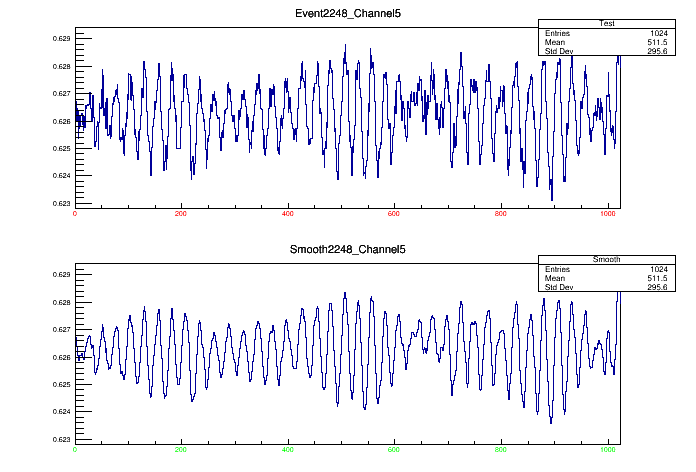 Event2248_Channel5
Test
Entries 1024
Mean 511.5
Std Dev 295.6
0.629
0.628
0.627
0.626
0.625
0.624
0.623
0 200 400 600 800 1000
Smooth2248_Channel5
Smooth
Entries 1024
Mean 511.5
Std Dev 295.6
0.629
0.628
0.627
0.626
0.625
0.624
0.623
0 200 400 600 800 1000